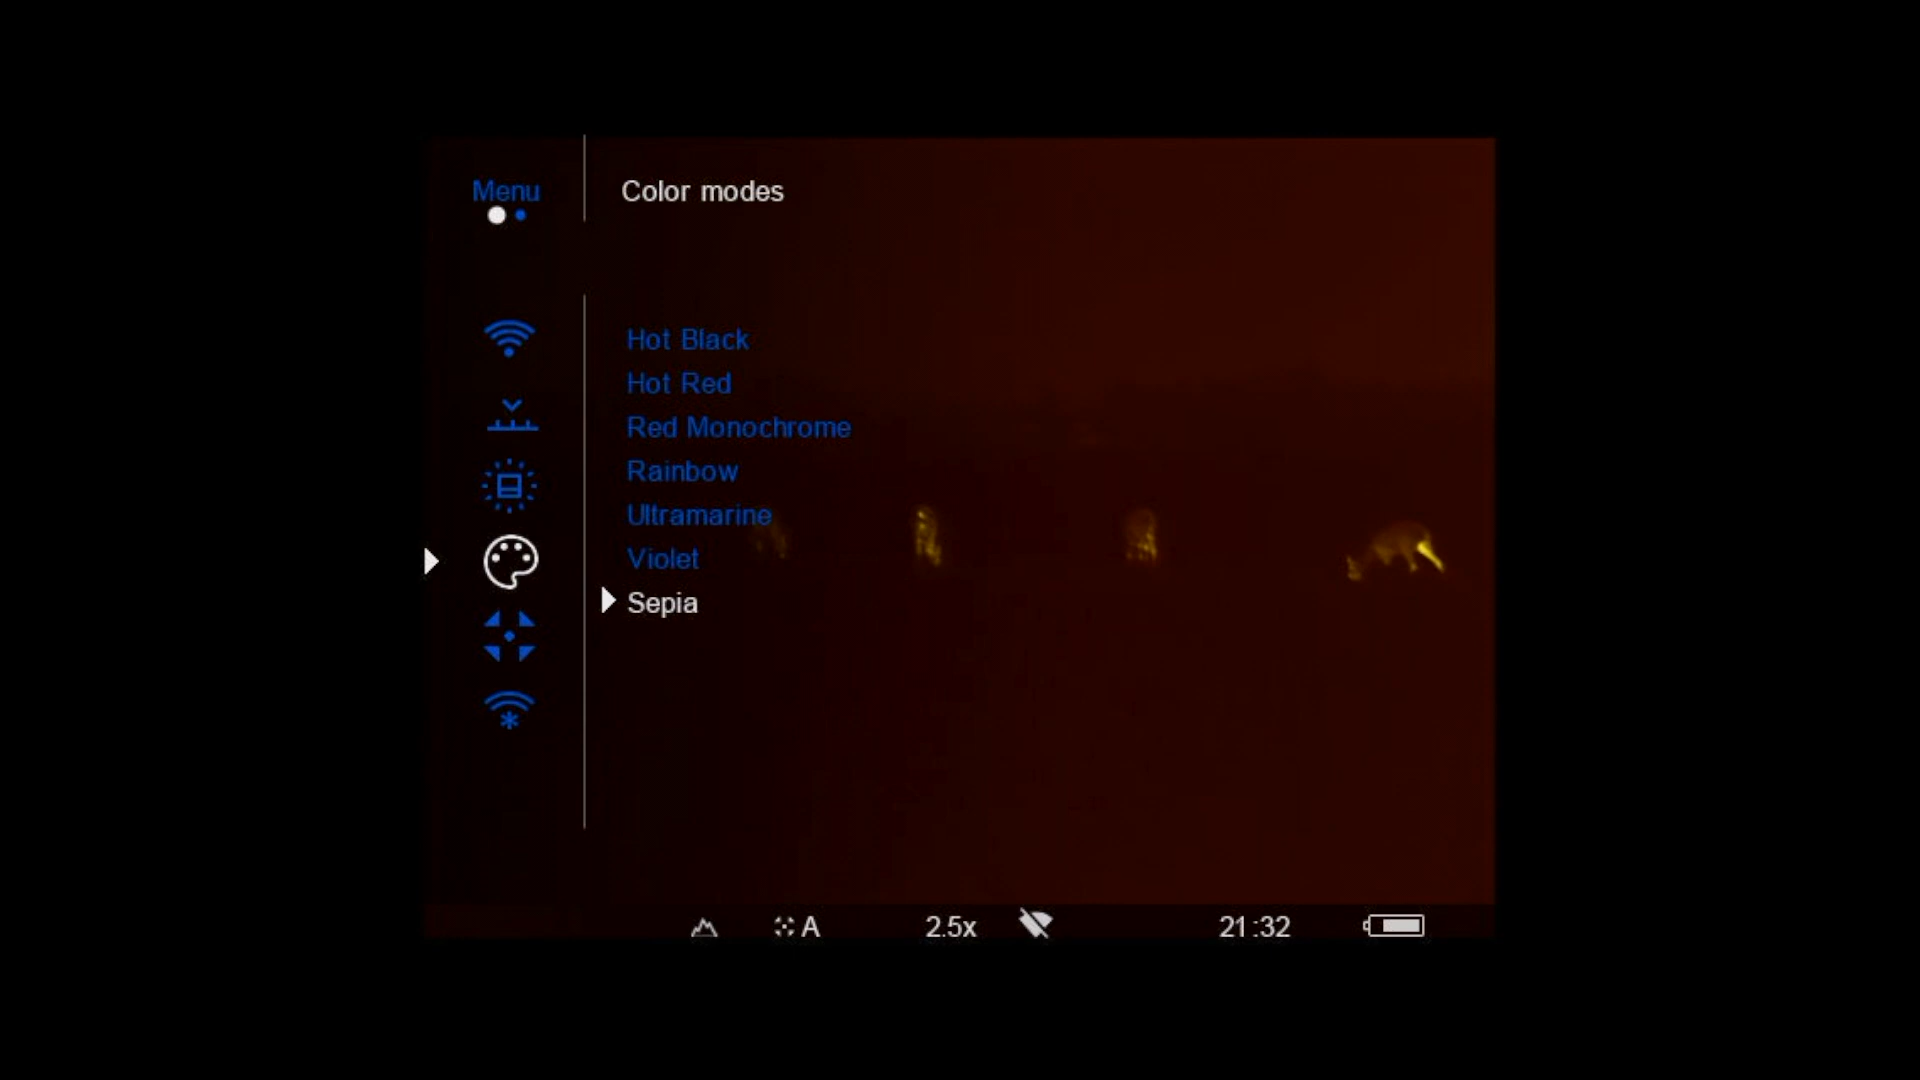 Menu
Color modes
Hot Black
Hot Red
Red Monochrome
Rainbow
Ultramarine
Violet
Sepia
A 2.5x 21:32